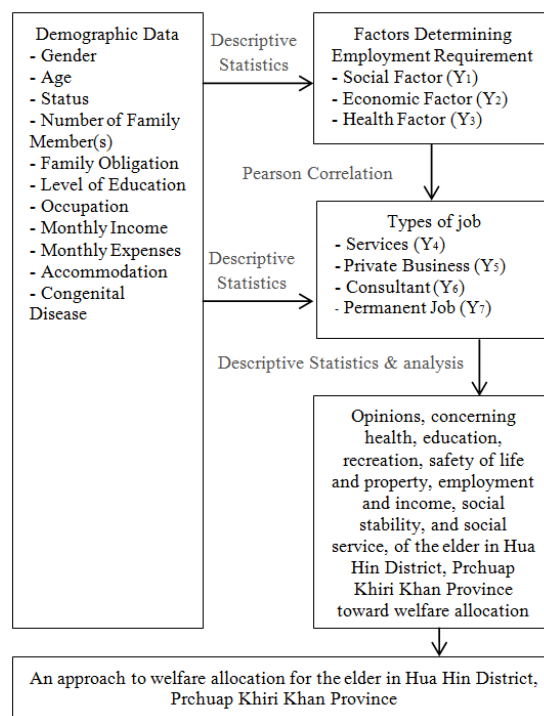 Demographic Data
- Gender
- Age
- Status
- Number of Family
Member(s)
- Family Obligation
- Level of Education
- Occupation
- Monthly Income
- Monthly Expenses
- Accommodation
- Congenital
Disease
Descriptive
Statistics
Factors Determining
Employment Requirement
- Social Factor (Y₁)
- Economic Factor (Y₂)
- Health Factor (Y₃)
Pearson Correlation
Descriptive
Statistics
Types of job
- Services (Y₄)
- Private Business (Y₅)
- Consultant (Y₆)
- Permanent Job (Y₇)
Descriptive Statistics & analysis
Opinions, concerning
health, education,
recreation, safety of life
and property, employment
and income, social
stability, and social
service, of the elder in Hua
Hin District, Prchuap
Khiri Khan Province
toward welfare allocation
An approach to welfare allocation for the elder in Hua Hin District,
Prchuap Khiri Khan Province